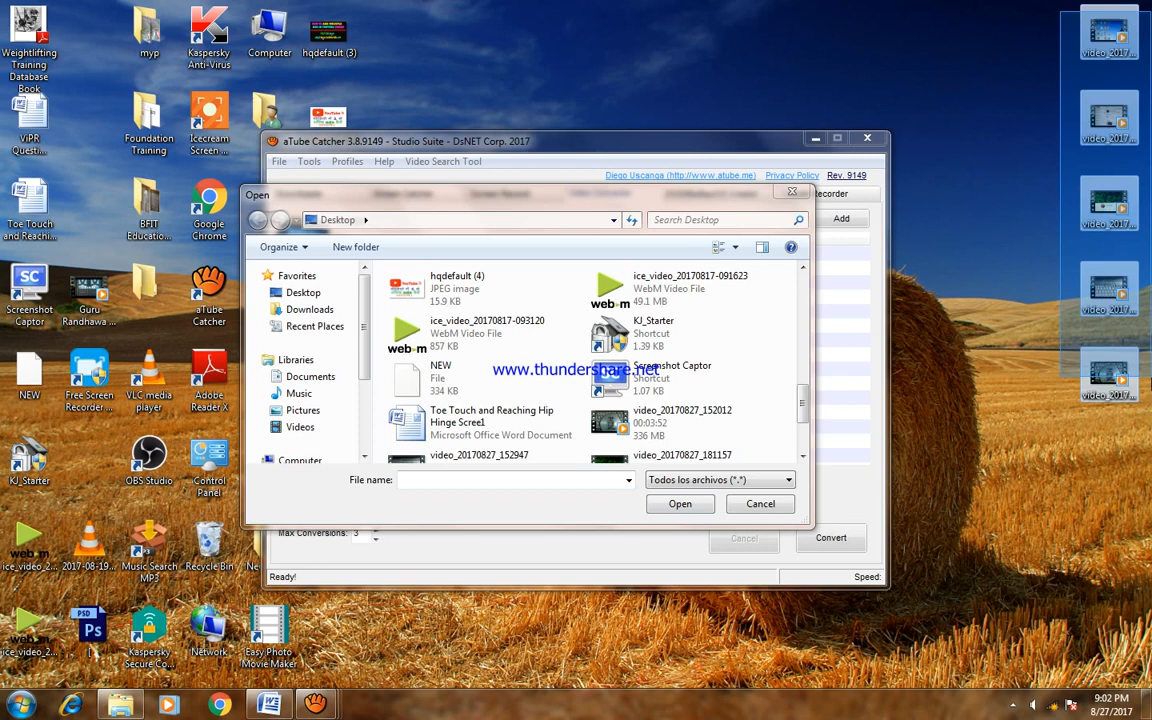 Weightlifting
Training
Database
Book
myp
Kaspersky
Anti-Virus
Computer
hqdefault (3)
video_2017...
ViPR
Questi...
Foundation
Training
Icecream
Screen ...
video_2017...
Toe Touch
and Reachi...
BFIT
Educatio...
Google
Chrome
video_2017...
Screenshot
Captor
Guru
Randhawa ...
aTube
Catcher
video_2017...
NEW
Free Screen
Recorder ...
VLC media
player
Adobe
Reader X
video_2017...
KJ_Starter
OBS Studio
Control
Panel
ice_video_2...
2017-08-19...
Music Search
MP3
Recycle Bin
ice_video_2...
Kaspersky
Secure Co...
Network
Easy Photo
Movie Maker
aTube Catcher 3.8.9149 - Studio Suite - DsNET Corp. 2017
File Tools Profiles Help Video Search Tool
Diego Uscanga (http://www.atube.me) Privacy Policy Rev. 9149
Add
Open
Desktop
Search Desktop
Organize New folder
Favorites
Desktop
Downloads
Recent Places
Libraries
Documents
Music
Pictures
Videos
Computer
hqdefault (4)
JPEG image
15.9 KB
ice_video_20170817-091623
WebM Video File
49.1 MB
ice_video_20170817-093120
WebM Video File
857 KB
KJ_Starter
Shortcut
1.39 KB
NEW
File
334 KB
Screenshot Captor
Shortcut
1.07 KB
www.thundershare.net
Toe Touch and Reaching Hip
Hinge Scree1
Microsoft Office Word Document
video_20170827_152012
00:03:52
336 MB
video_20170827_152947
video_20170827_181157
File name:
Todos los archivos (*.*)
Open Cancel
Max Conversions: 3
Cancel Convert
Ready!
Speed:
9:02 PM
8/27/2017